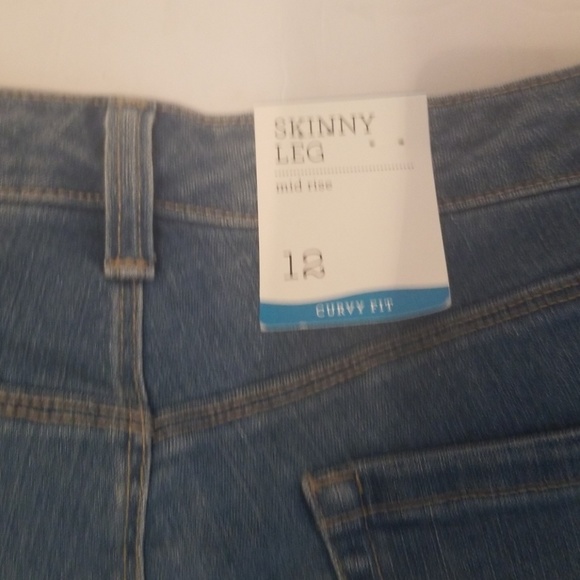 SKINNY
LEG
mid rise
12
CURVY FIT